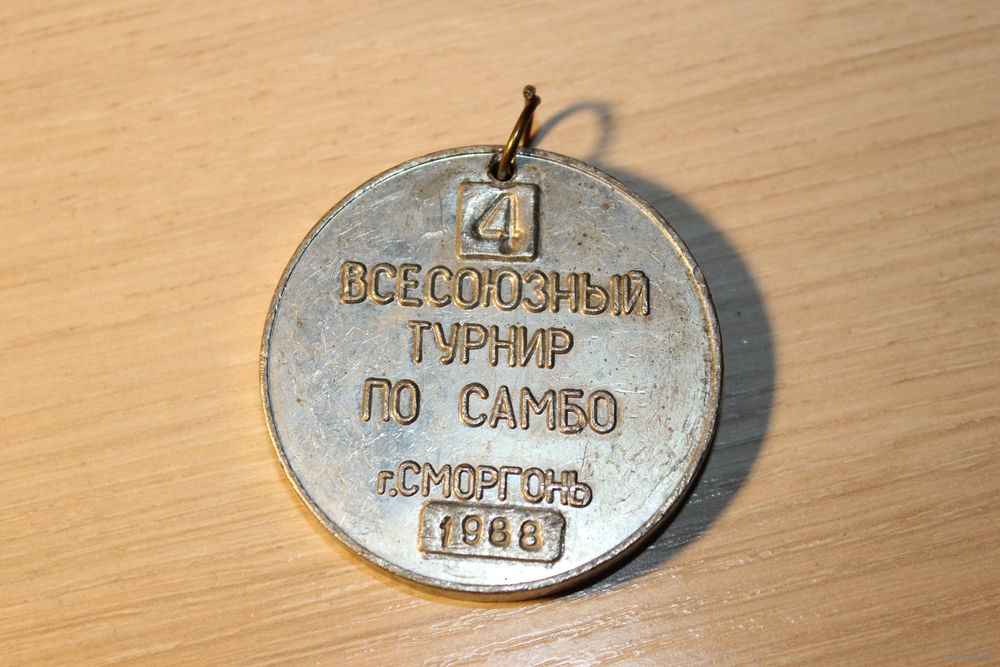 4
ВСЕСОЮЗНЫЙ
ТУРНИР
ПО САМБО
г.СМОРГОНЬ
1988